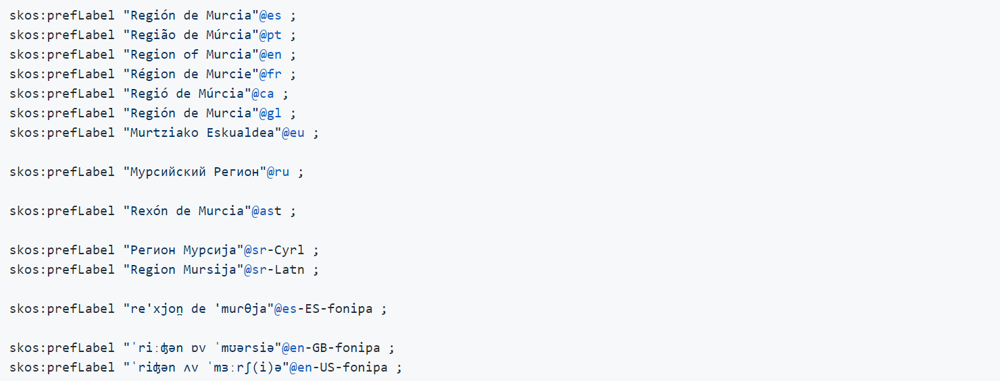 skos:prefLabel "Región de Murcia"@es ;
skos:prefLabel "Região de Múrcia"@pt ;
skos:prefLabel "Region of Murcia"@en ;
skos:prefLabel "Région de Murcie"@fr ;
skos:prefLabel "Regió de Múrcia"@ca ;
skos:prefLabel "Región de Murcia"@gl ;
skos:prefLabel "Murtziako Eskualdea"@eu ;
skos:prefLabel "Мурсийский Регион"@ru ;
skos:prefLabel "Rexón de Murcia"@ast ;
skos:prefLabel "Регион Мурсија"@sr-Cyrl ;
skos:prefLabel "Region Mursija"@sr-Latn ;
skos:prefLabel "re'xjon̪ de 'murθja"@es-ES-fonipa ;
skos:prefLabel "ˈriːʤən ɒv ˈmʊərsiə"@en-GB-fonipa ;
skos:prefLabel "ˈriʤən ʌv ˈmɜːrʃ(i)ə"@en-US-fonipa ;